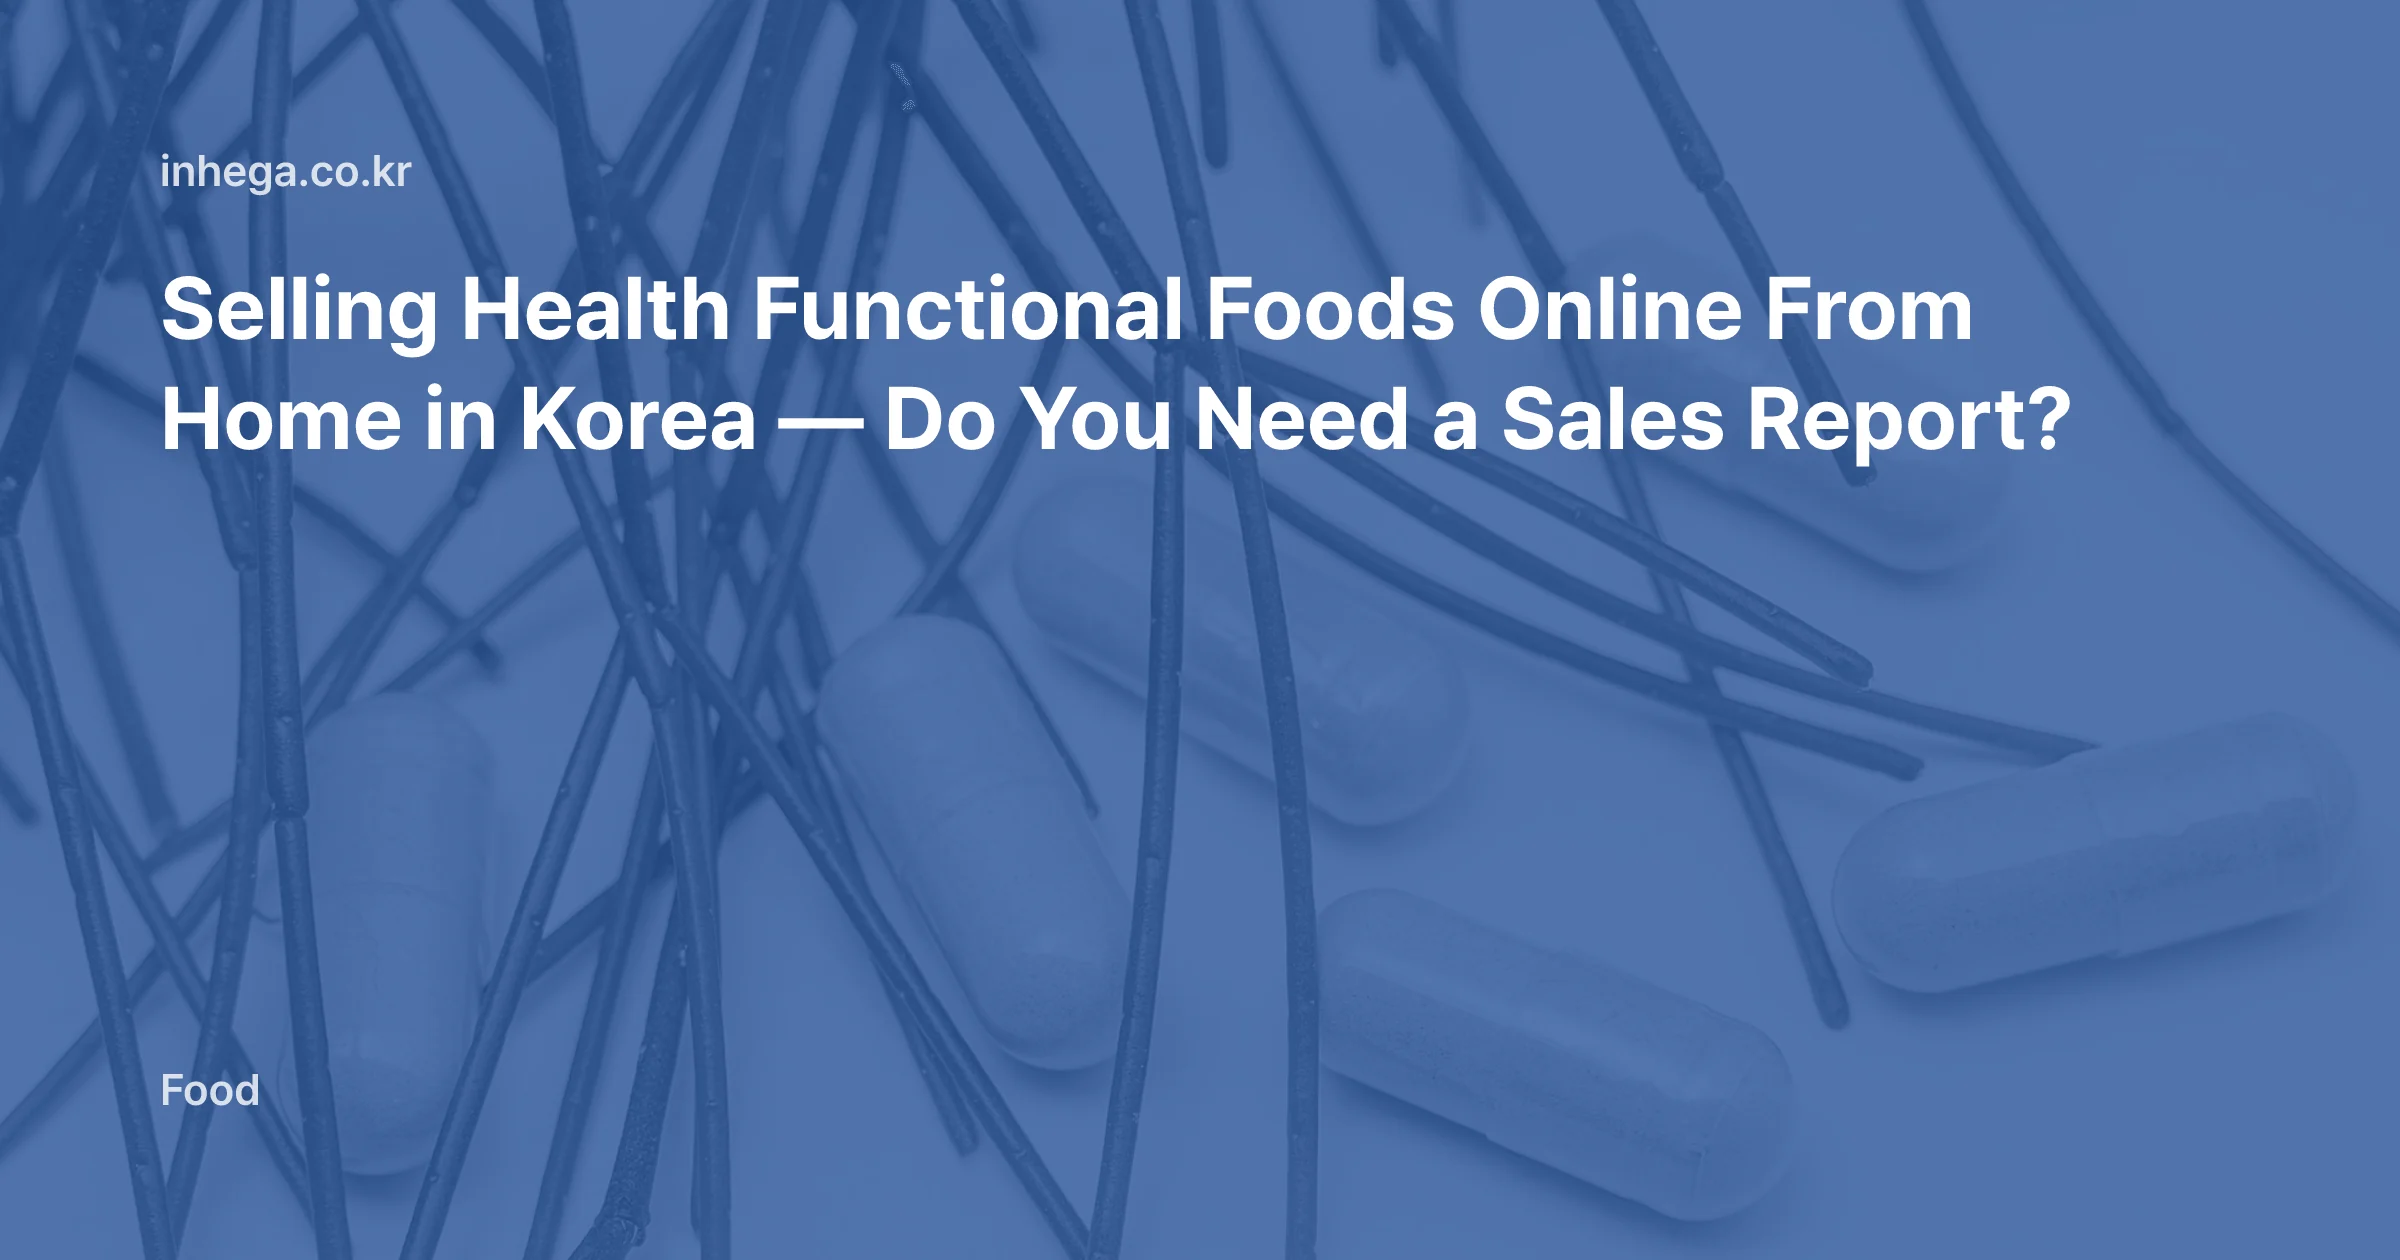 inhega.co.kr
Selling Health Functional Foods Online From
Home in Korea — Do You Need a Sales Report?
Food